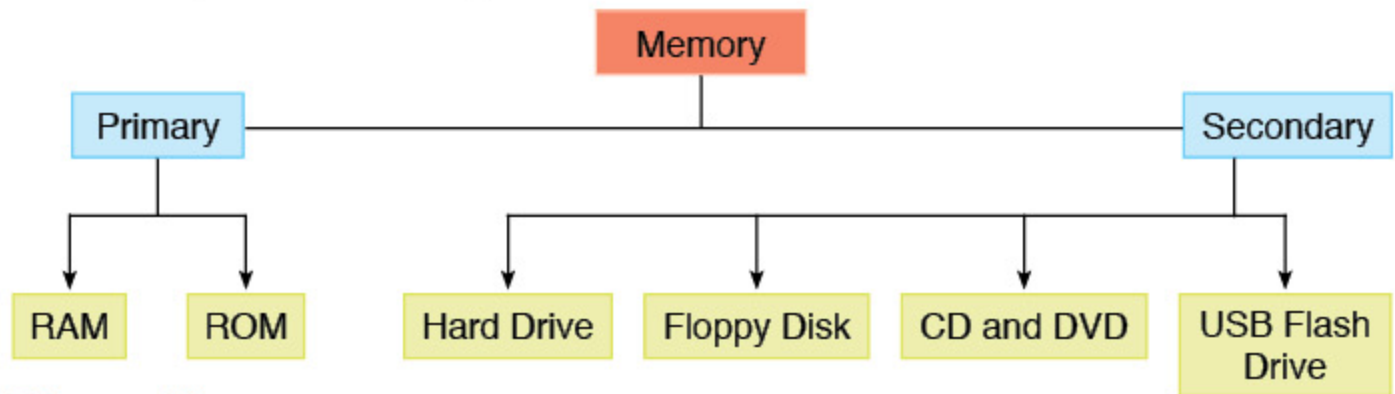 Memory
Primary
Secondary
RAM
ROM
Hard Drive
Floppy Disk
CD and DVD
USB Flash
Drive